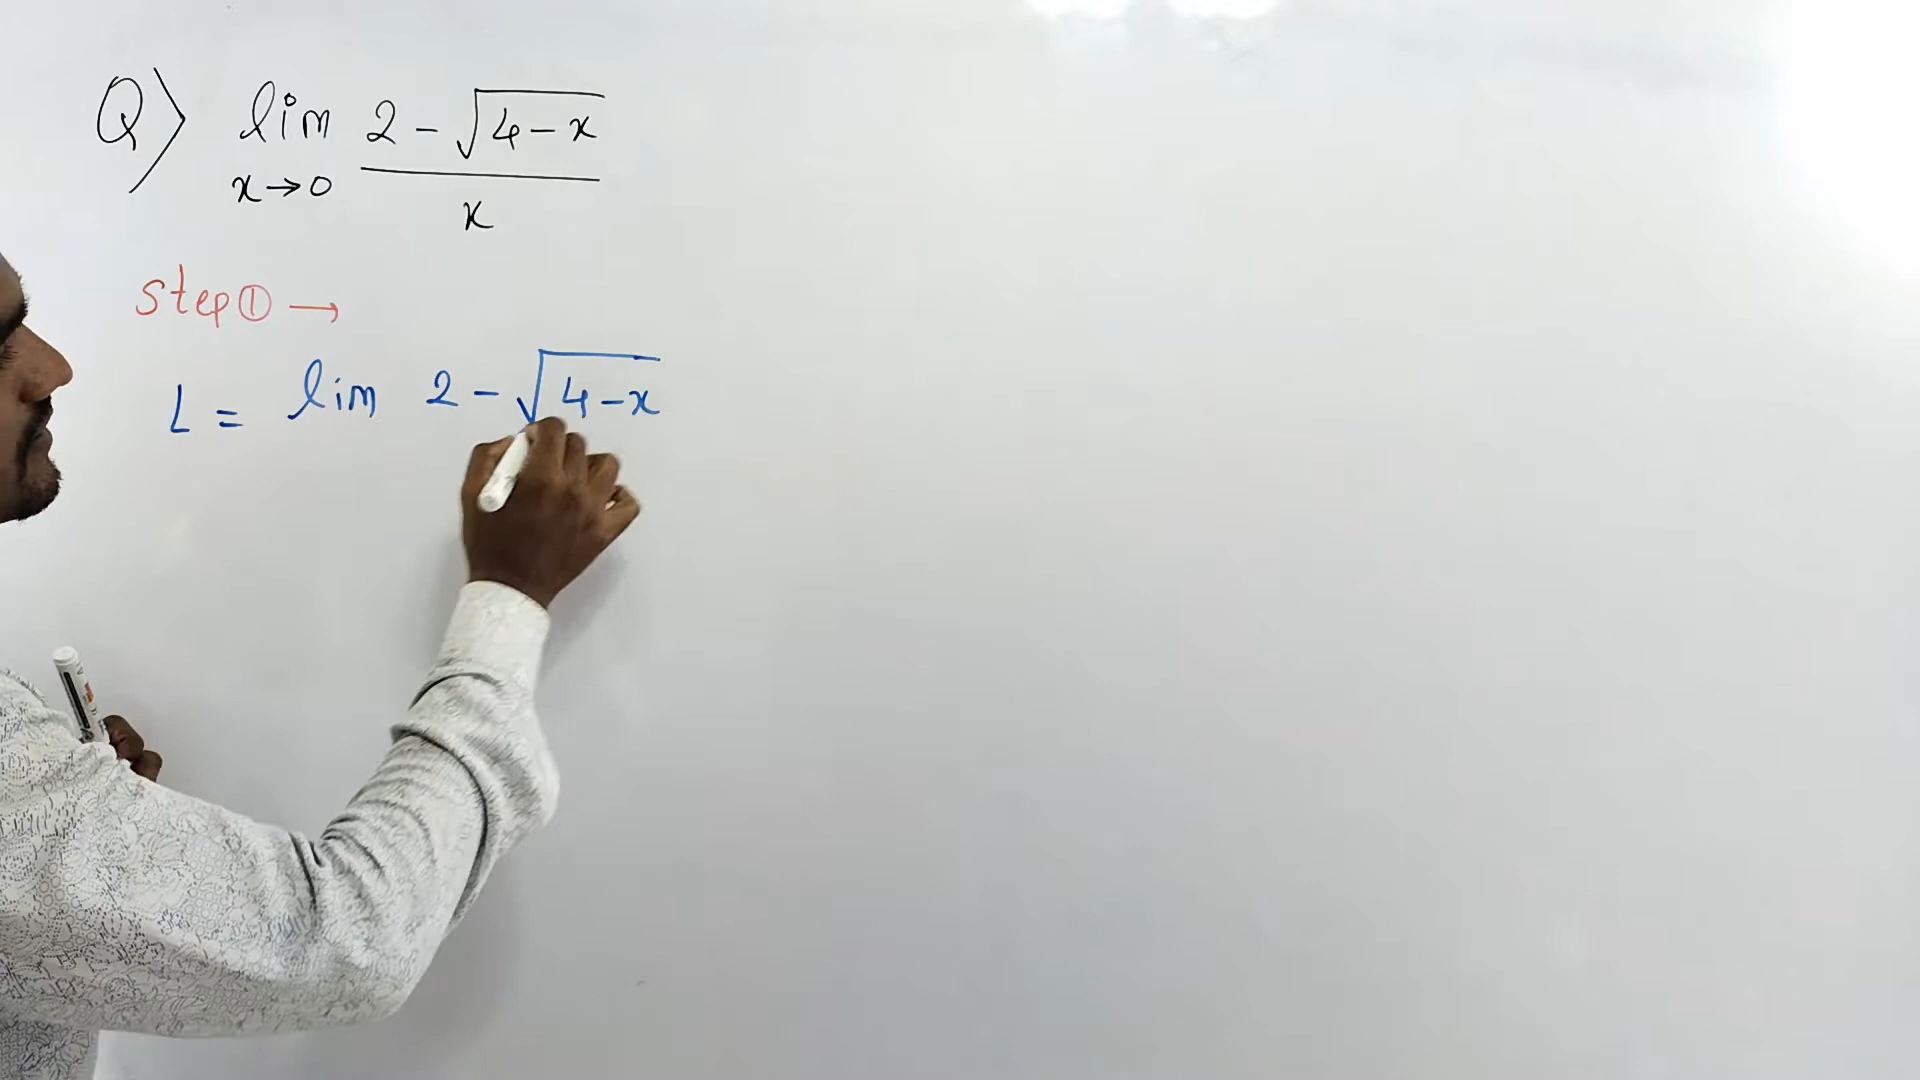 Q> lim 2 - √4 - x
x→0 x
Step ① →
L = lim 2 - √4 - x